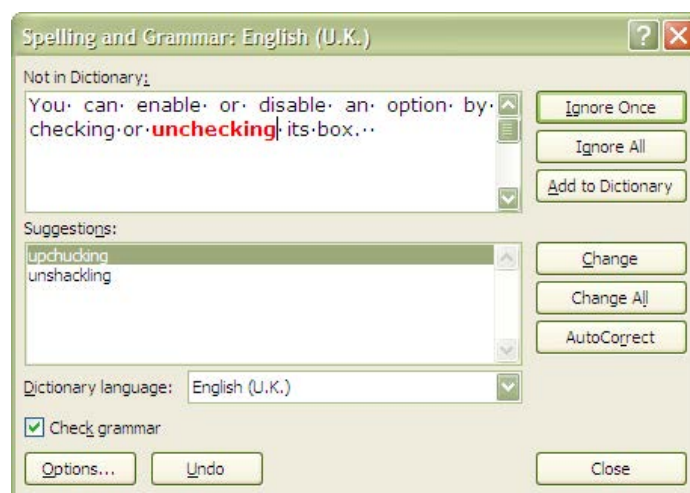 Spelling and Grammar: English (U.K.)
Not in Dictionary:
You· can· enable· or· disable· an· option· by·
checking·or·unchecking·its·box.··
Ignore Once
Ignore All
Add to Dictionary
Suggestions:
upchucking
unshackling
Change
Change All
AutoCorrect
Dictionary language: English (U.K.)
Check grammar
Options... Undo Close